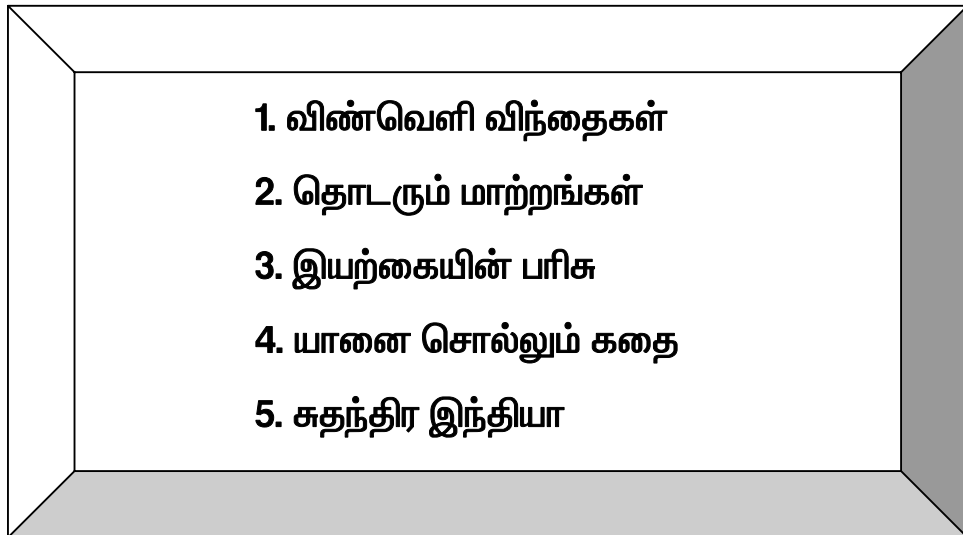 1. விண்வெளி விந்தைகள்
2. தொடரும் மாற்றங்கள்
3. இயற்கையின் பரிசு
4. யானை சொல்லும் கதை
5. சுதந்திர இந்தியா